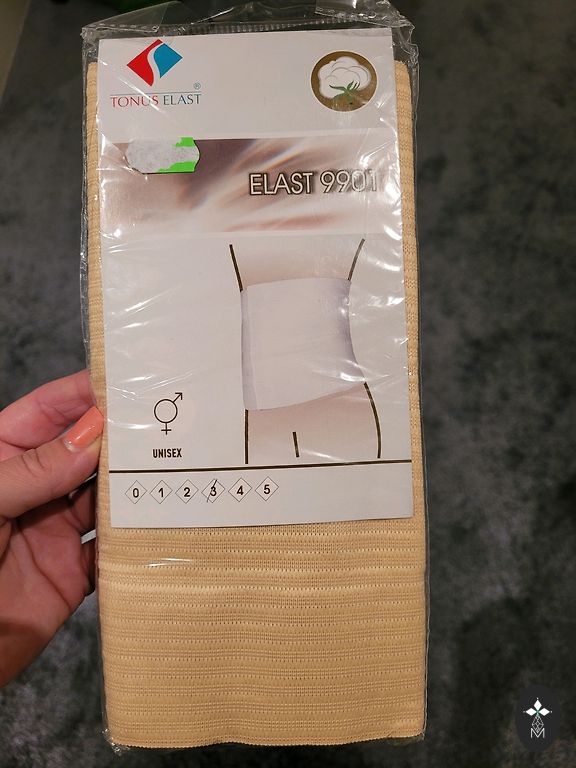 TONUS ELAST®
ELAST 9901
UNISEX
0 1 2 3 4 5
M